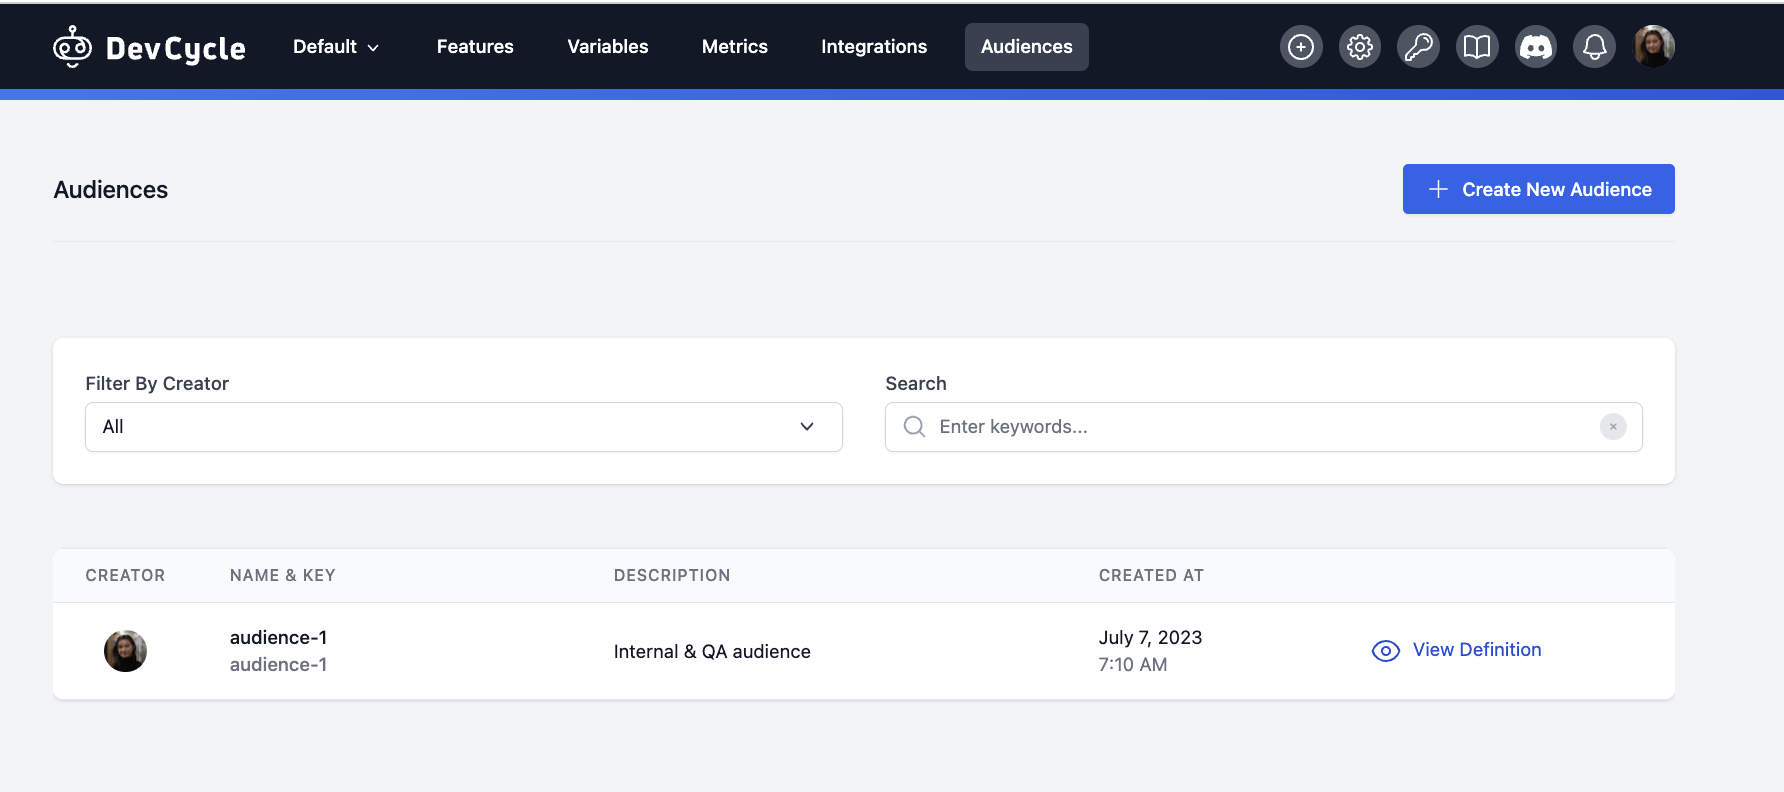 DevCycle Default Features Variables Metrics Integrations Audiences
Audiences
Create New Audience
Filter By Creator
All
Search
Enter keywords...
CREATOR NAME & KEY DESCRIPTION CREATED AT
audience-1
audience-1
Internal & QA audience
July 7, 2023
7:10 AM
View Definition